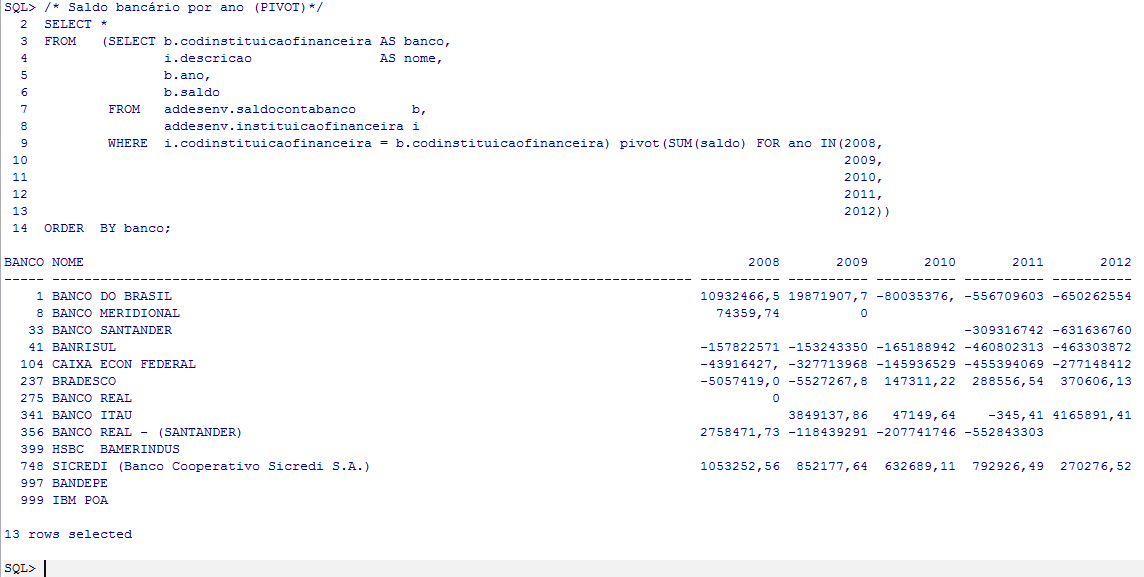 SQL> /* Saldo bancário por ano (PIVOT)*/
  2  SELECT *
  3  FROM   (SELECT b.codinstituicaofinanceira AS banco,
  4                 i.descricao                AS nome,
  5                 b.ano,
  6                 b.saldo
  7          FROM   addesenv.saldocontabanco       b,
  8                 addesenv.instituicaofinanceira i
  9          WHERE  i.codinstituicaofinanceira = b.codinstituicaofinanceira) pivot(SUM(saldo) FOR ano IN(2008,
 10                                                                                                      2009,
 11                                                                                                      2010,
 12                                                                                                      2011,
 13                                                                                                      2012))
 14  ORDER  BY banco;
BANCO NOME                                                                                   2008       2009       2010       2011       2012
----- -------------------------------------------------------------------------------- ---------- ---------- ---------- ---------- ----------
    1 BANCO DO BRASIL                                                                  10932466,5 19871907,7 -80035376, -556709603 -650262554
    8 BANCO MERIDIONAL                                                                   74359,74          0
   33 BANCO SANTANDER                                                                                                   -309316742 -631636760
   41 BANRISUL                                                                         -157822571 -153243350 -165188942 -460802313 -463303872
  104 CAIXA ECON FEDERAL                                                               -43916427, -327713968 -145936529 -455394069 -277148412
  237 BRADESCO                                                                         -5057419,0 -5527267,8  147311,22  288556,54  370606,13
  275 BANCO REAL                                                                                0
  341 BANCO ITAU                                                                                  3849137,86   47149,64    -345,41 4165891,41
  356 BANCO REAL - (SANTANDER)                                                         2758471,73 -118439291 -207741746 -552843303
  399 HSBC  BAMERINDUS
  748 SICREDI (Banco Cooperativo Sicredi S.A.)                                         1053252,56  852177,64  632689,11  792926,49  270276,52
  997 BANDEPE
  999 IBM POA
13 rows selected
SQL>